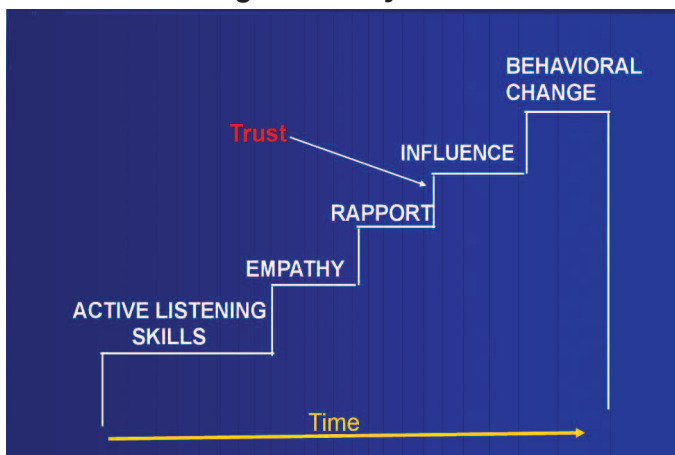 BEHAVIORAL
CHANGE
Trust
INFLUENCE
RAPPORT
EMPATHY
ACTIVE LISTENING
SKILLS
Time